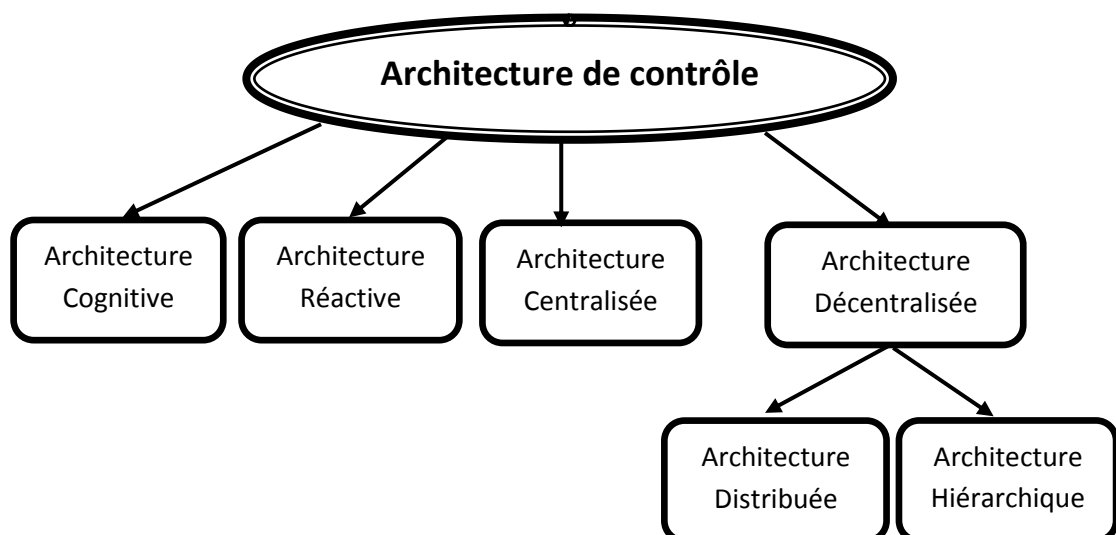 Architecture de contrôle
Architecture
Cognitive
Architecture
Réactive
Architecture
Centralisée
Architecture
Décentralisée
Architecture
Distribuée
Architecture
Hiérarchique